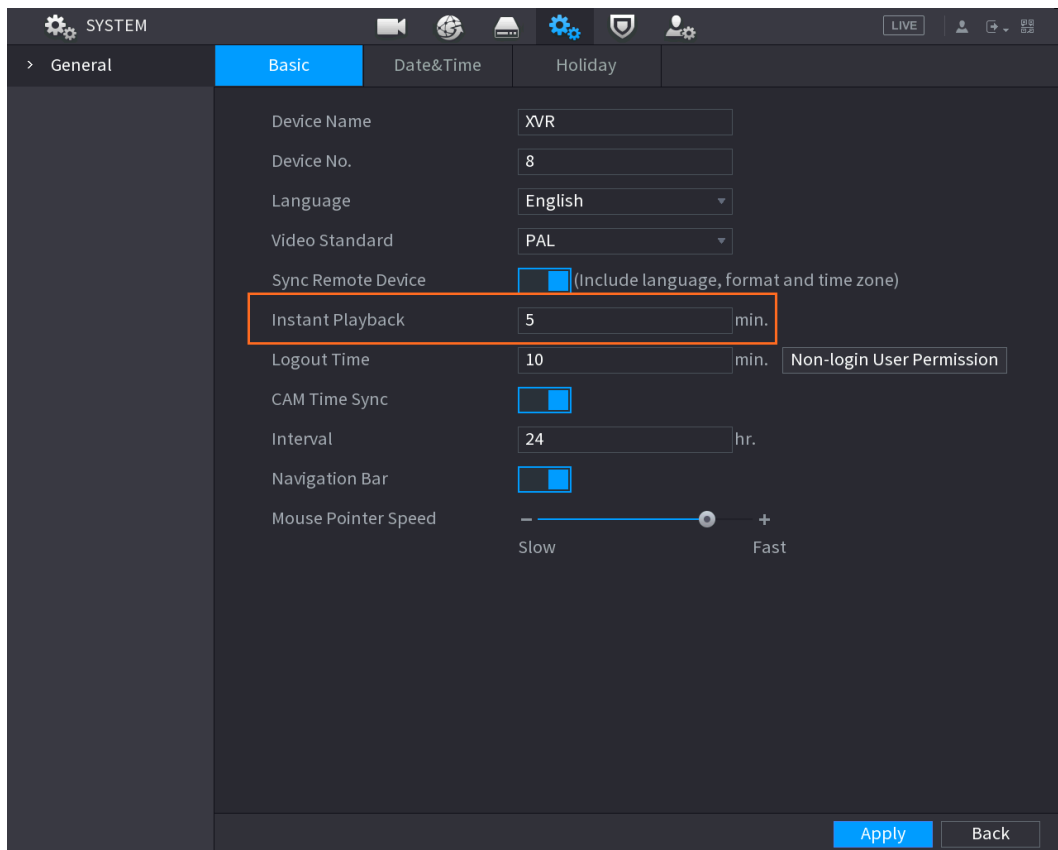 SYSTEM LIVE
> General Basic Date&Time Holiday
Device Name XVR
Device No. 8
Language English
Video Standard PAL
Sync Remote Device (Include language, format and time zone)
Instant Playback 5 min.
Logout Time 10 min. Non-login User Permission
CAM Time Sync
Interval 24 hr.
Navigation Bar
Mouse Pointer Speed - +
Slow Fast
Apply Back